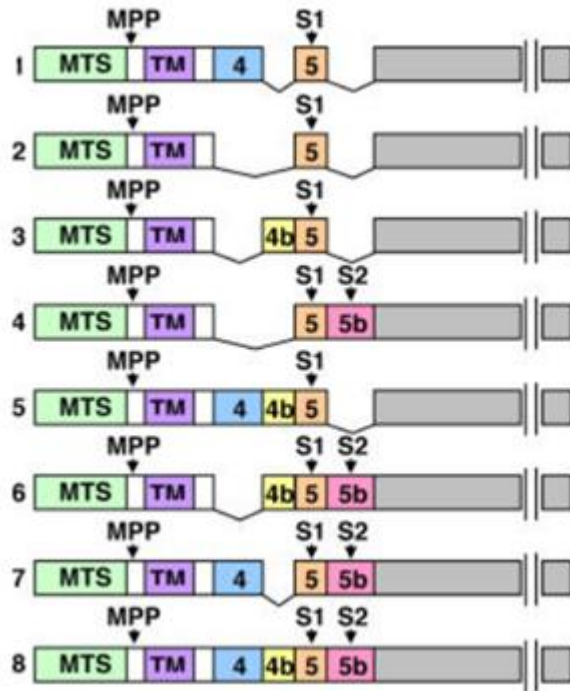 MPP S1
1 MTS TM 4 5
MPP S1
2 MTS TM 5
MPP S1
3 MTS TM 4b 5
MPP S1 S2
4 MTS TM 5 5b
MPP S1
5 MTS TM 4 4b 5
MPP S1 S2
6 MTS TM 4b 5 5b
MPP S1 S2
7 MTS TM 4 5 5b
MPP S1 S2
8 MTS TM 4 4b 5 5b